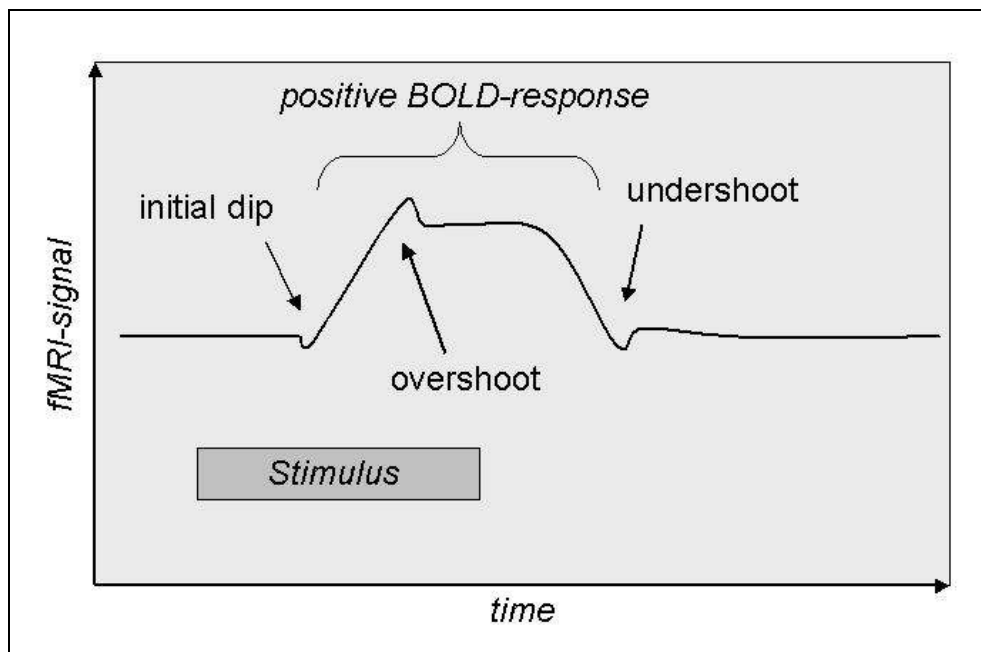 positive BOLD-response
initial dip
undershoot
fMRI-signal
overshoot
Stimulus
time